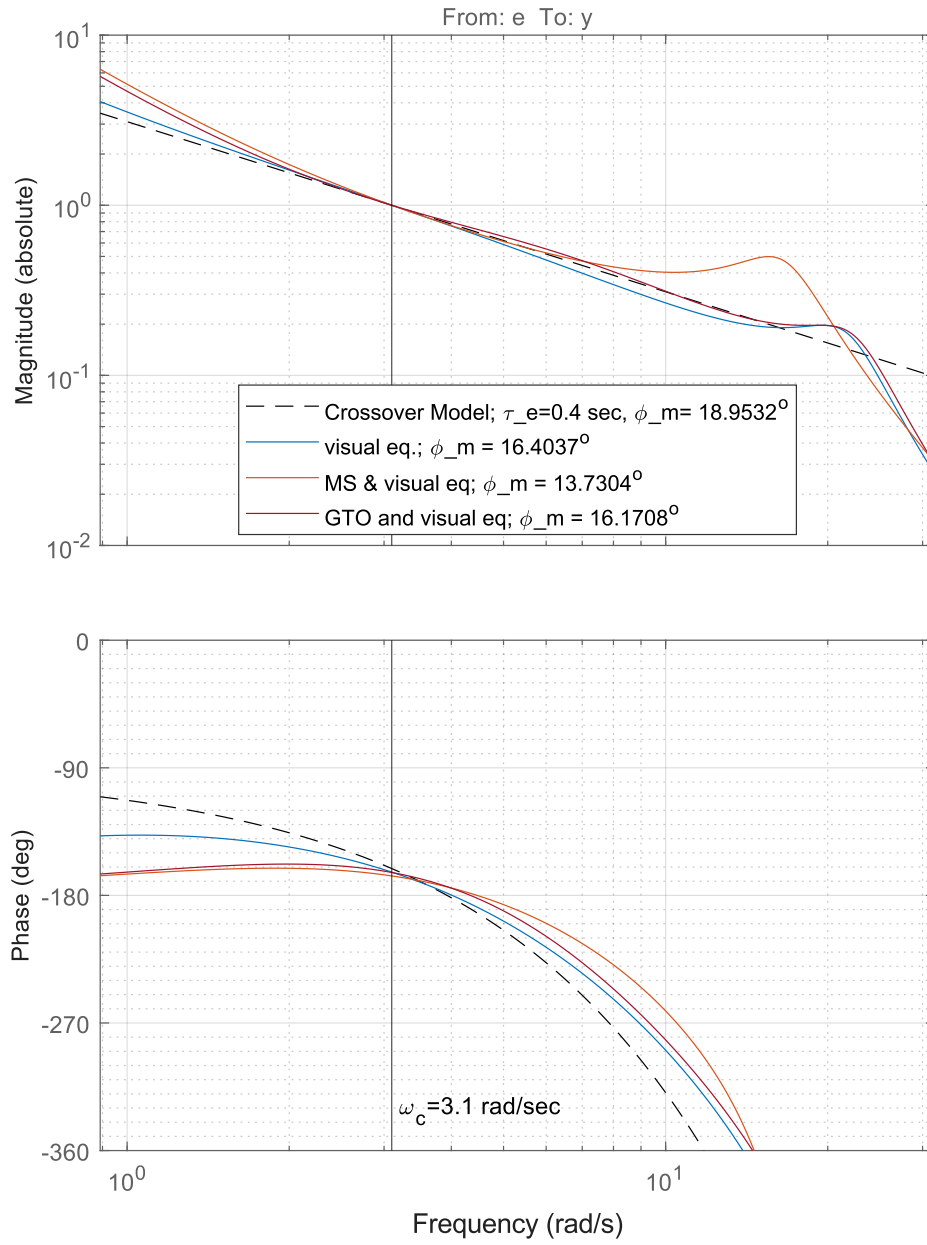 From: e To: y
10^1
10^0
10^-1
10^-2
Magnitude (absolute)
Crossover Model; τ_e=0.4 sec, ϕ_m= 18.9532°
visual eq.; ϕ_m = 16.4037°
MS & visual eq; ϕ_m = 13.7304°
GTO and visual eq; ϕ_m = 16.1708°
0
-90
-180
-270
-360
Phase (deg)
ω_c=3.1 rad/sec
10^0 10^1
Frequency (rad/s)